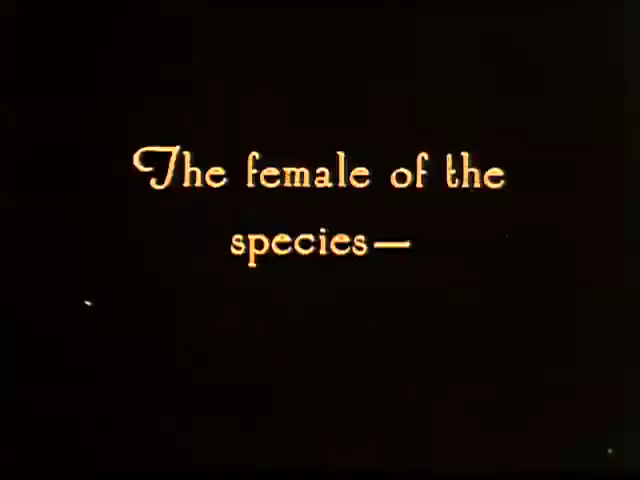 The female of the
species—